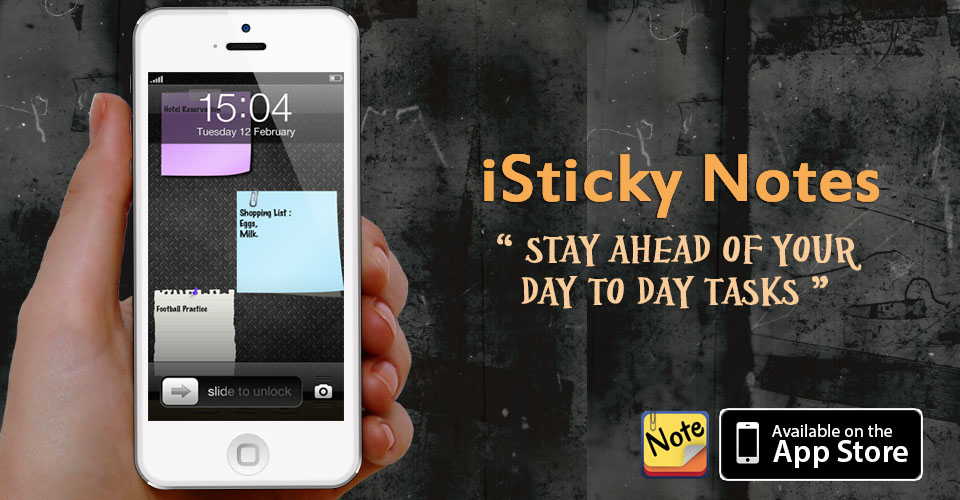 15:04
Hotel Reservation
Tuesday 12 February
Shopping List :
Eggs,
Milk.
Football Practice
slide to unlock
iSticky Notes
“ STAY AHEAD OF YOUR
DAY TO DAY TASKS ”
Note
Available on the
App Store